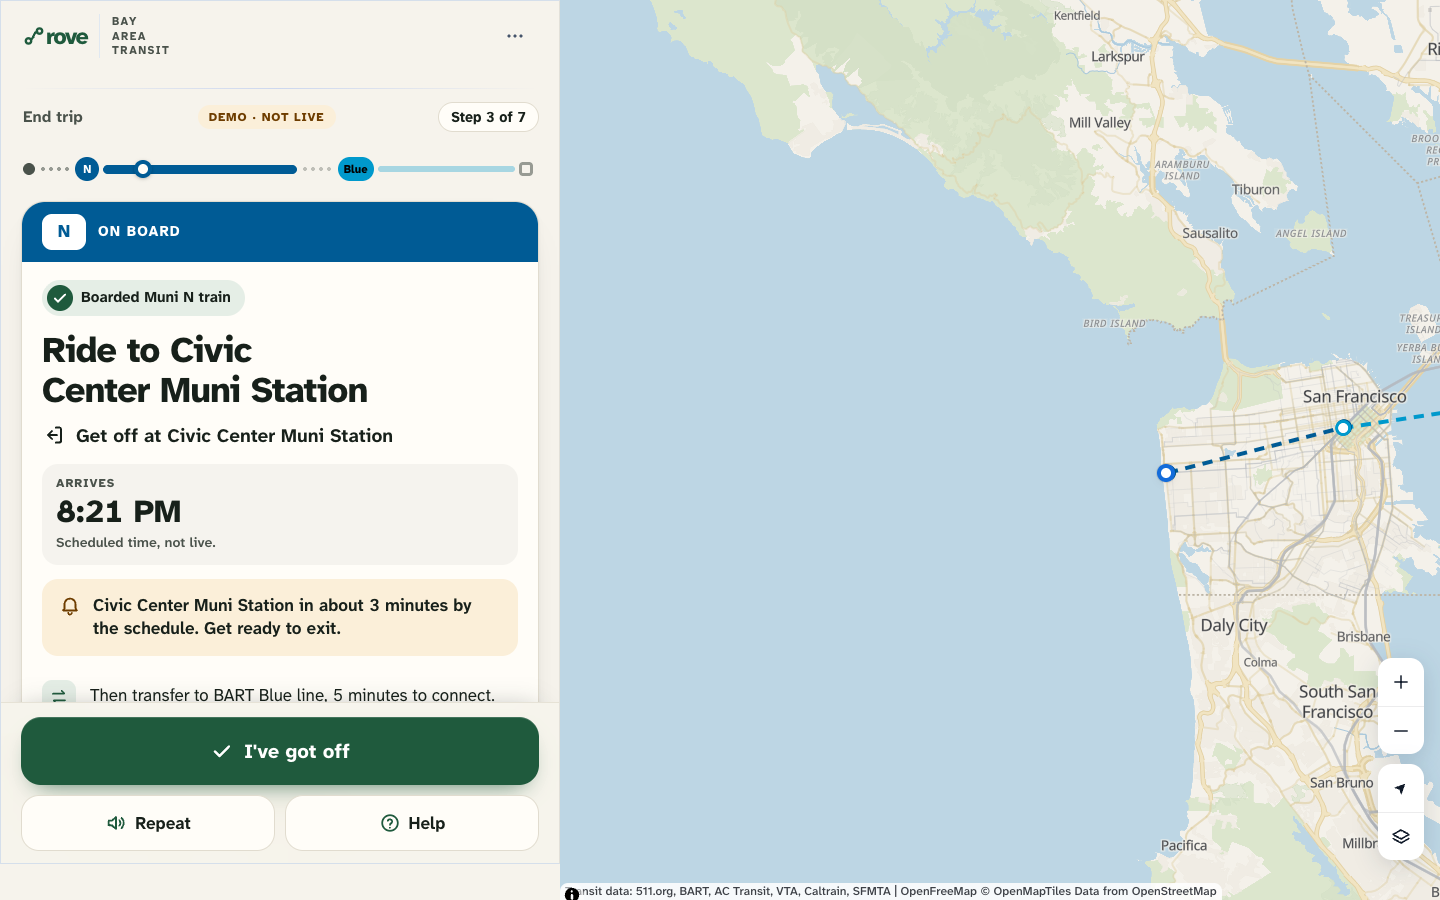 rove
BAY
AREA
TRANSIT
End trip
DEMO · NOT LIVE
Step 3 of 7
N
Blue
N
ON BOARD
Boarded Muni N train
Ride to Civic
Center Muni Station
Get off at Civic Center Muni Station
ARRIVES
8:21 PM
Scheduled time, not live.
Civic Center Muni Station in about 3 minutes by
the schedule. Get ready to exit.
Then transfer to BART Blue line, 5 minutes to connect.
I've got off
Repeat
Help
Kentfield
Larkspur
Mill Valley
ARAMBURU
ISLAND
Tiburon
Sausalito
ANGEL ISLAND
BIRD ISLAND
San Francisco
Daly City
Brisbane
Colma
South San
Francisco
San Bruno
Pacifica
ansit data: 511.org, BART, AC Transit, VTA, Caltrain, SFMTA | OpenFreeMap © OpenMapTiles Data from OpenStreetMap